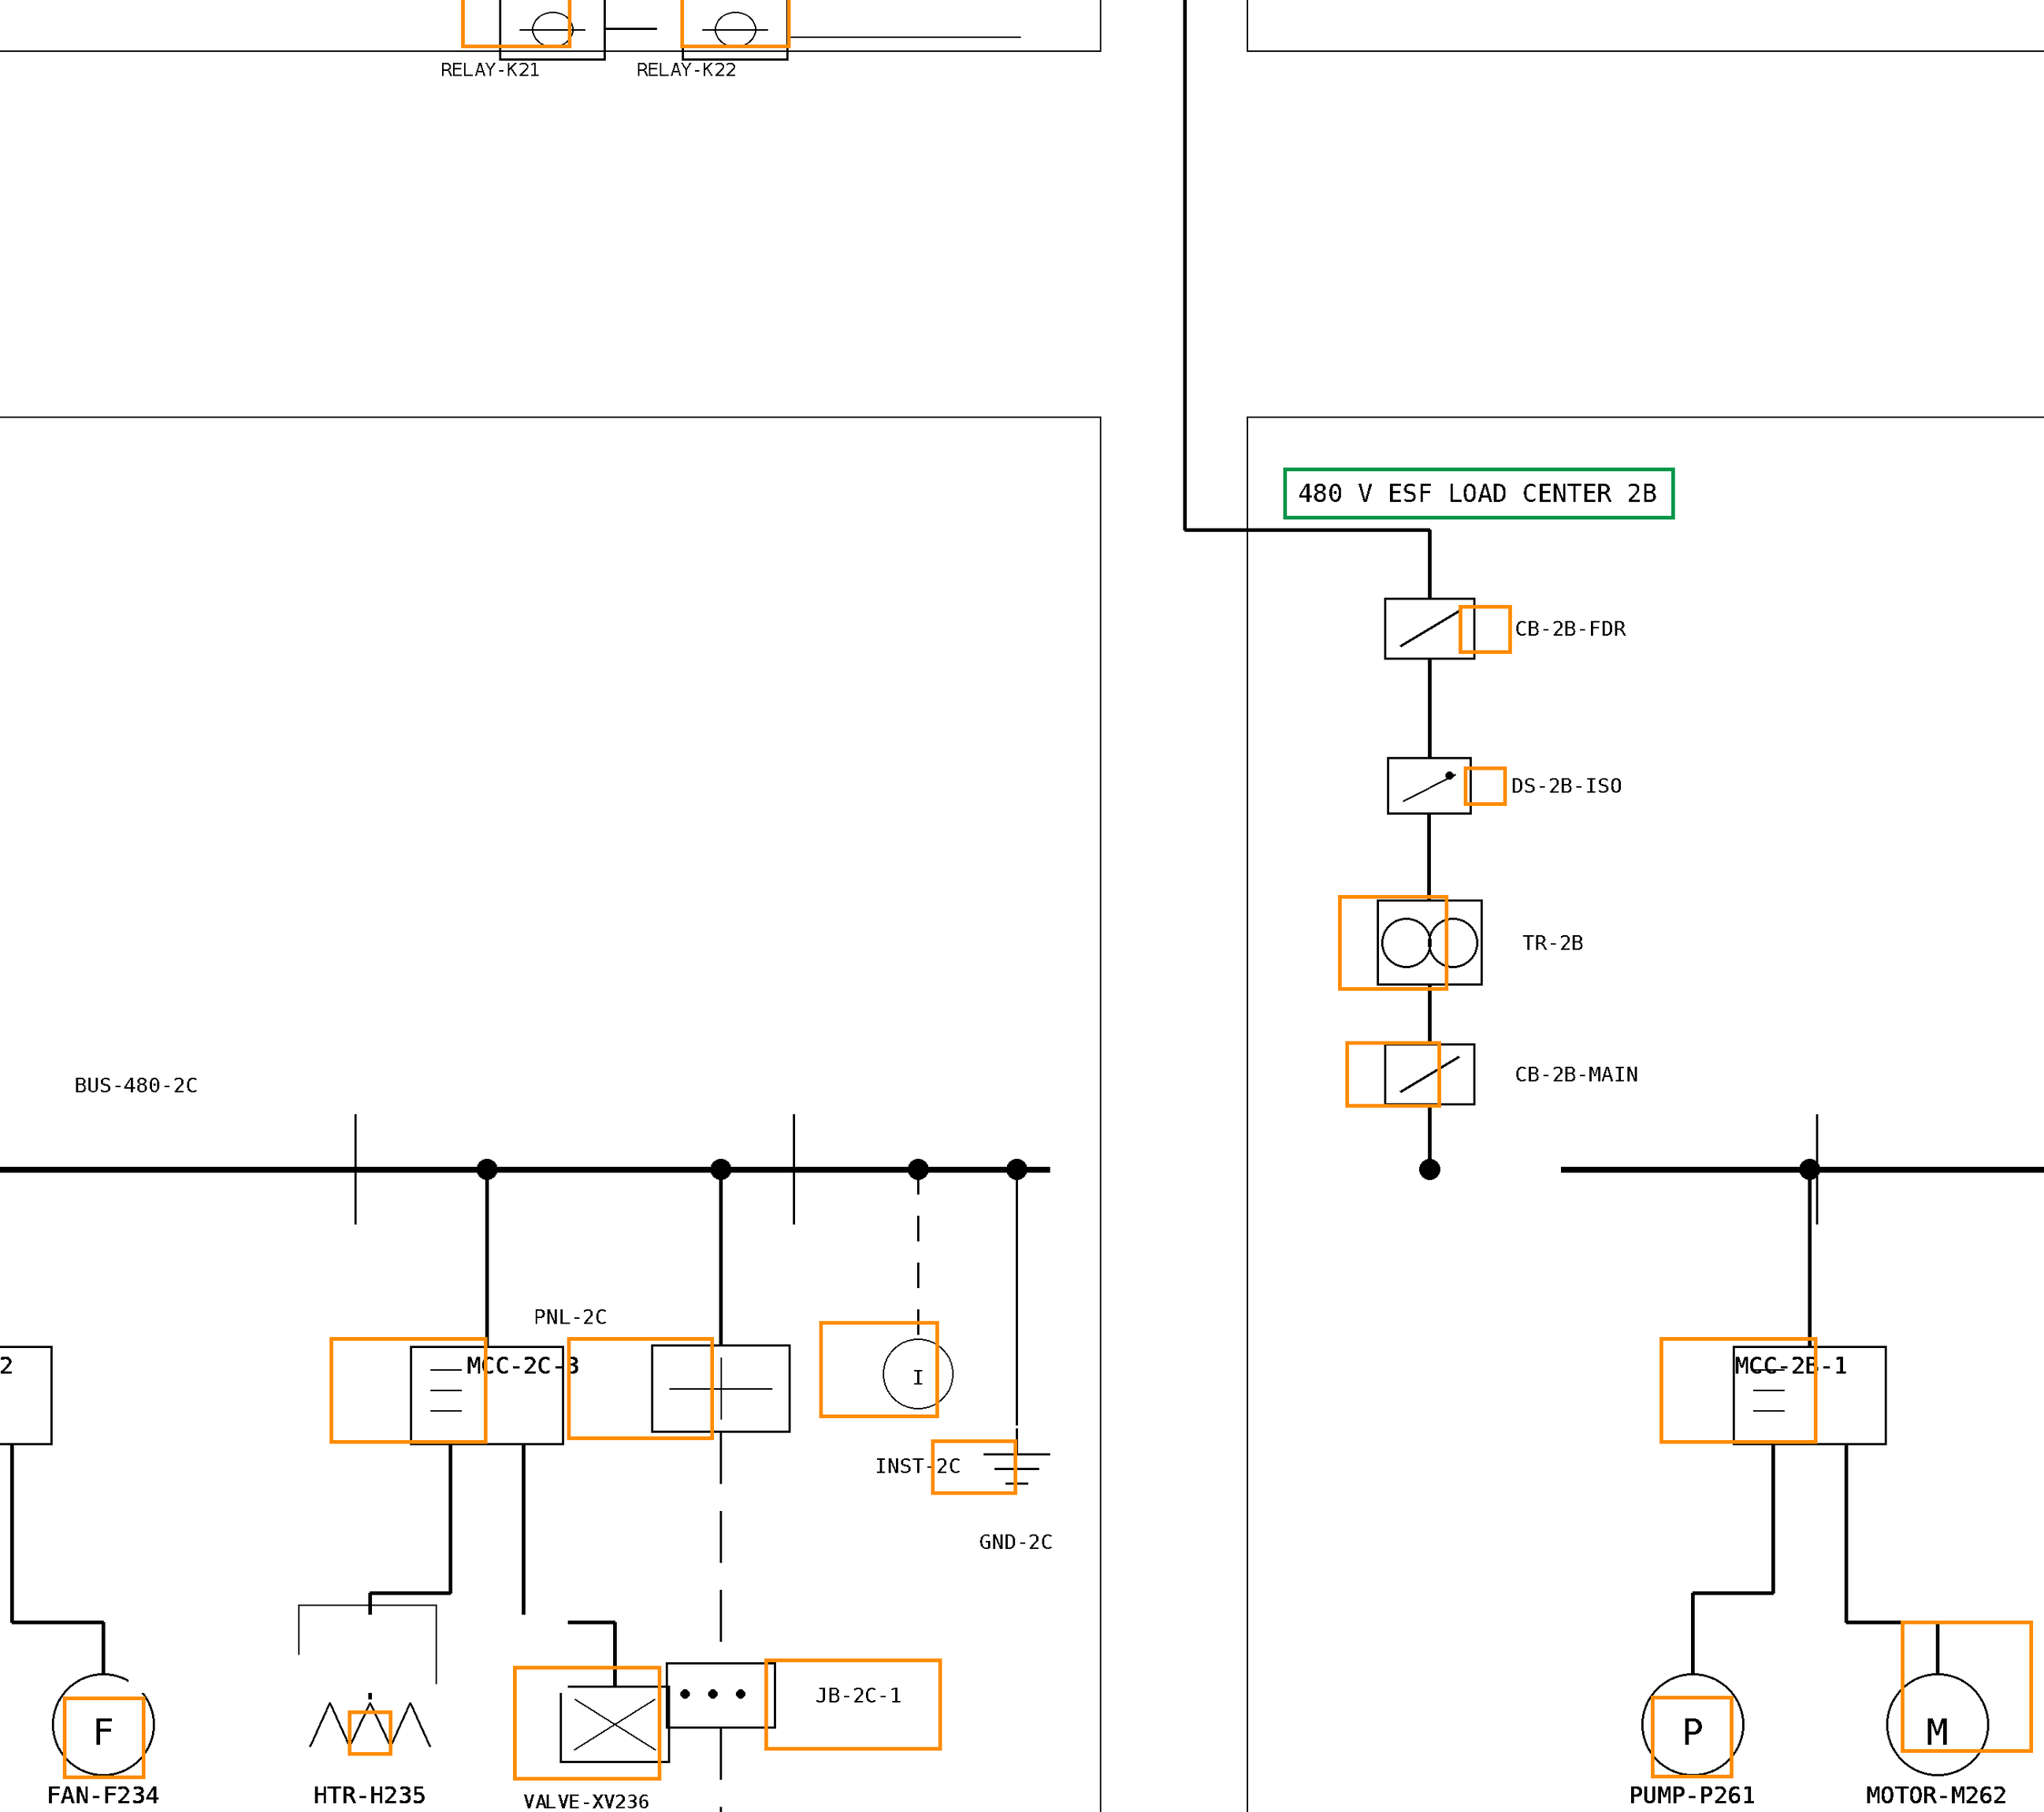 RELAY-K21
RELAY-K22
480 V ESF LOAD CENTER 2B
CB-2B-FDR
DS-2B-ISO
TR-2B
CB-2B-MAIN
BUS-480-2C
PNL-2C
2
MCC-2C-3
I
MCC-2B-1
INST-2C
GND-2C
JB-2C-1
F
P
M
FAN-F234
HTR-H235
VALVE-XV236
PUMP-P261
MOTOR-M262